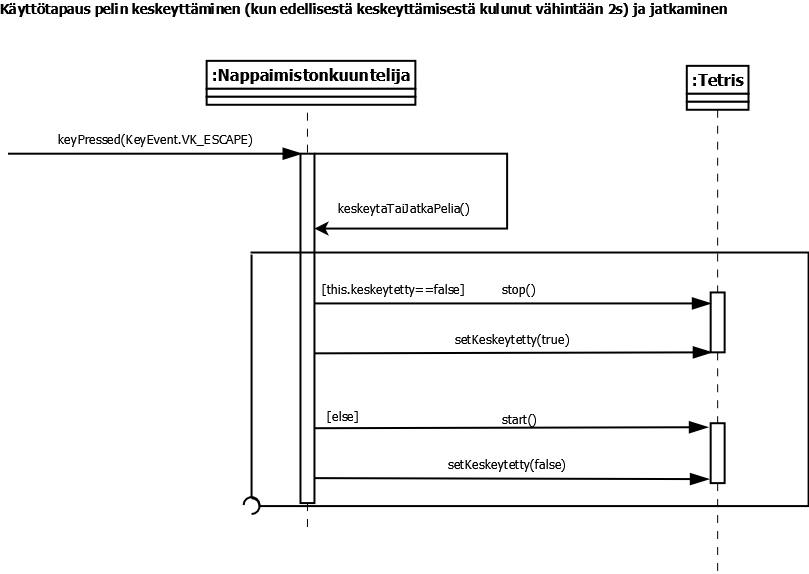 Käyttötapaus pelin keskeyttäminen (kun edellisestä keskeyttämisestä kulunut vähintään 2s) ja jatkaminen
:Nappaimistonkuuntelija
:Tetris
keyPressed(KeyEvent.VK_ESCAPE)
keskeytaTaiJatkaPelia()
[this.keskeytetty==false] stop()
setKeskeytetty(true)
[else] start()
setKeskeytetty(false)